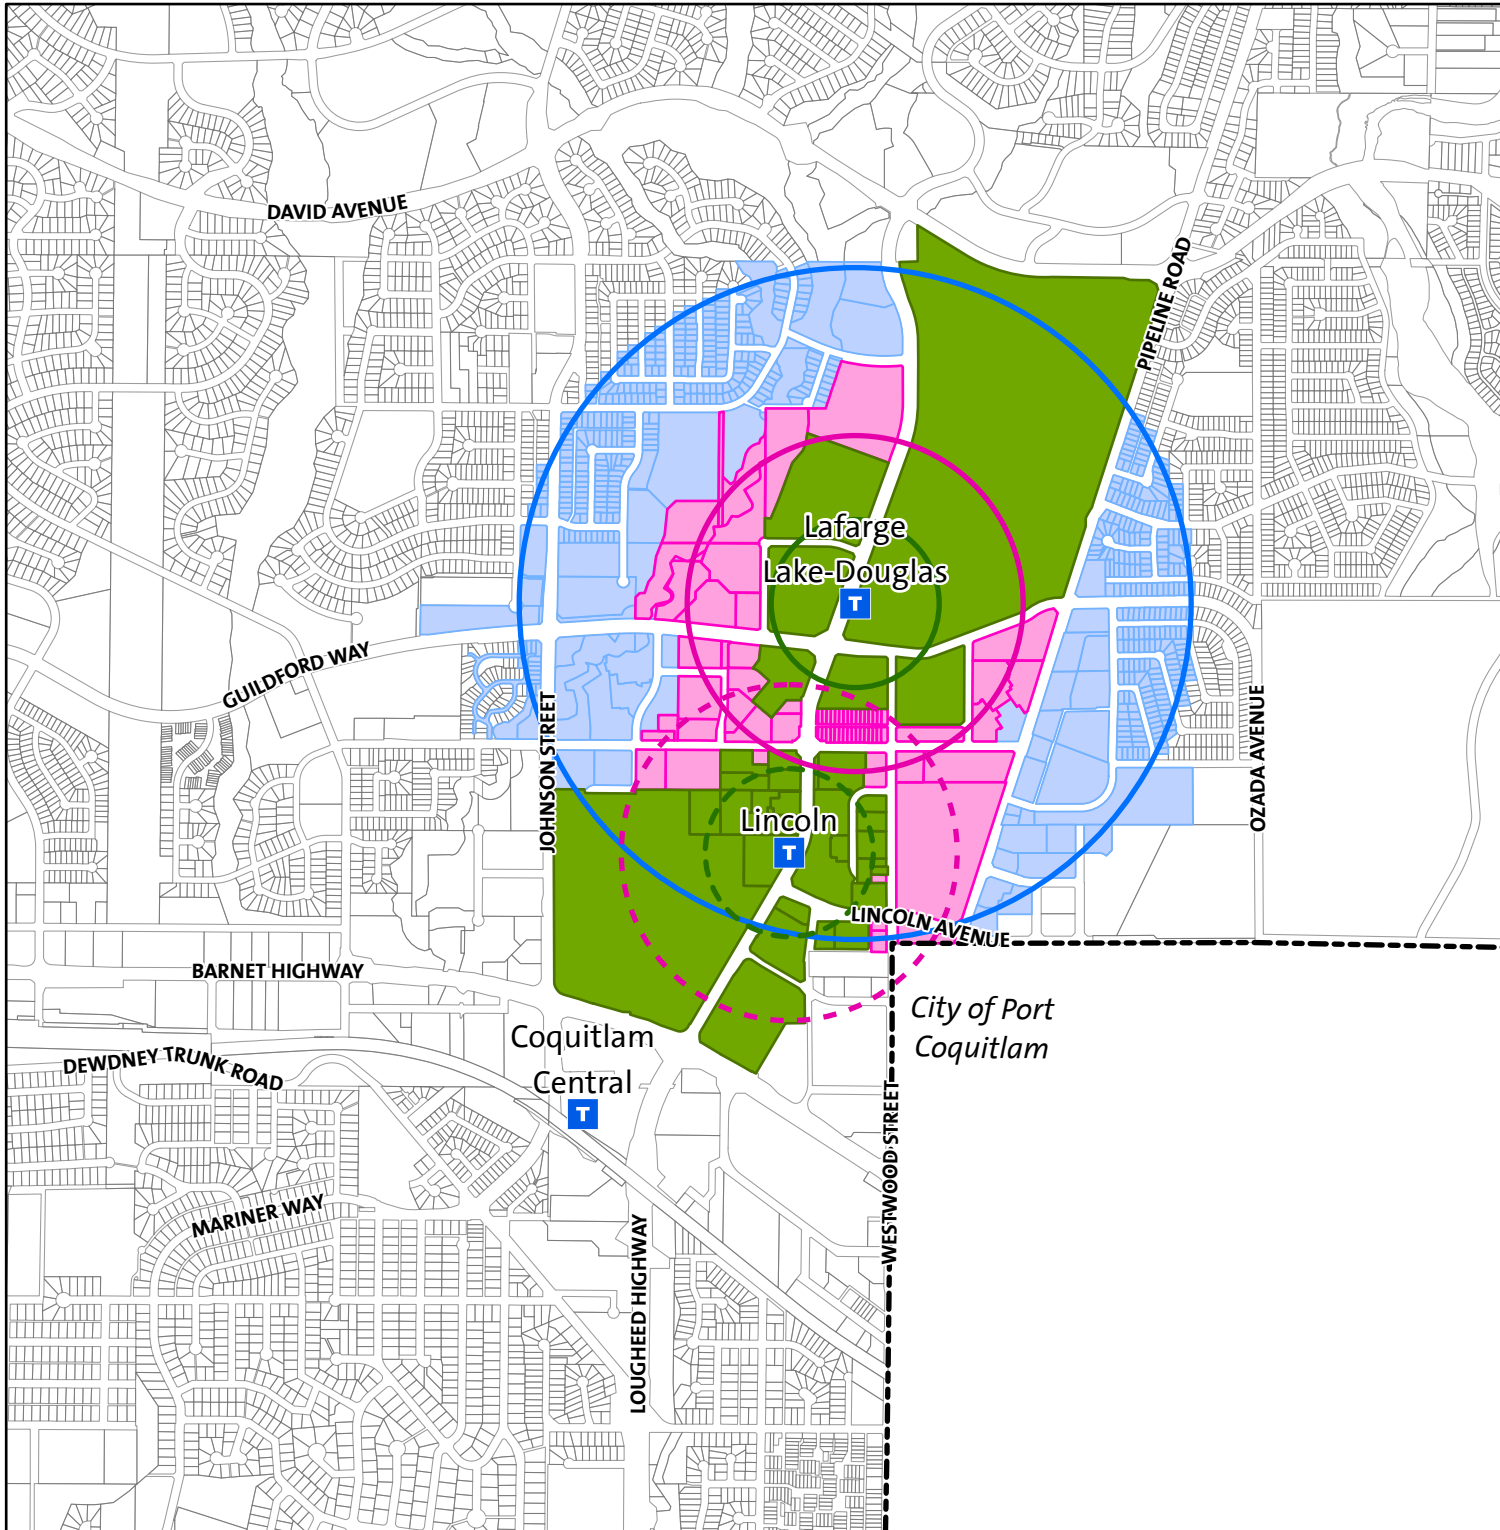 DAVID AVENUE
PIPELINE ROAD
Lafarge
Lake-Douglas
T
GUILDFORD WAY
JOHNSON STREET
OZADA AVENUE
Lincoln
T
LINCOLN AVENUE
BARNET HIGHWAY
City of Port
Coquitlam
Coquitlam
Central
T
DEWDNEY TRUNK ROAD
WESTWOOD STREET
MARINER WAY
LOUGHEED HIGHWAY